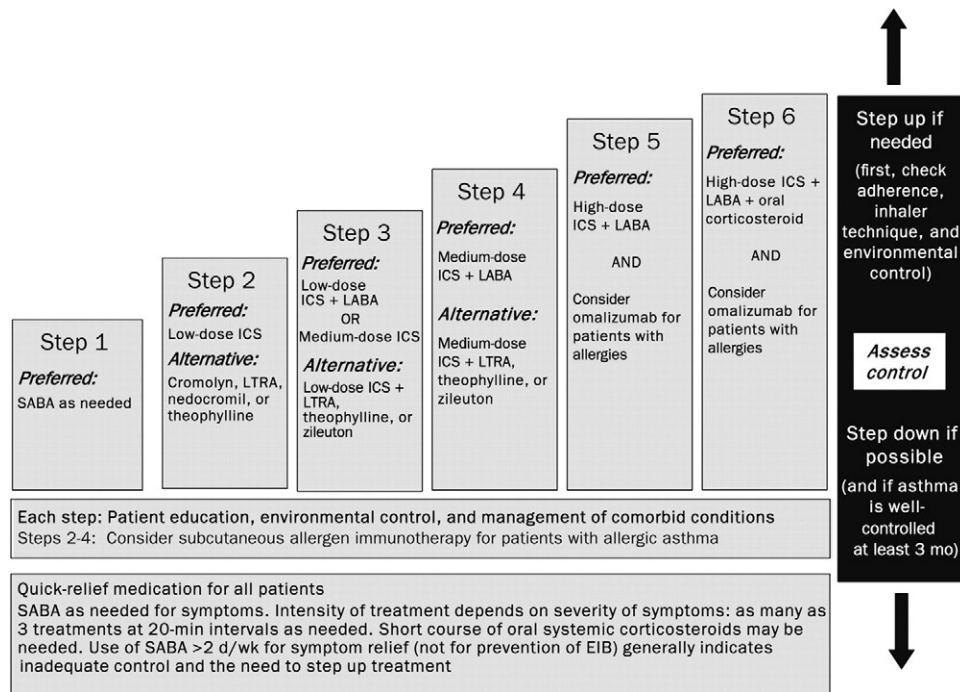 Step 1
Preferred:
SABA as needed
Step 2
Preferred:
Low-dose ICS
Alternative:
Cromolyn, LTRA,
nedocromil, or
theophylline
Step 3
Preferred:
Low-dose
ICS + LABA
OR
Medium-dose ICS
Alternative:
Low-dose ICS +
LTRA,
theophylline, or
zileuton
Step 4
Preferred:
Medium-dose
ICS + LABA
Alternative:
Medium-dose
ICS + LTRA,
theophylline, or
zileuton
Step 5
Preferred:
High-dose
ICS + LABA
AND
Consider
omalizumab for
patients with
allergies
Step 6
Preferred:
High-dose ICS +
LABA + oral
corticosteroid
AND
Consider
omalizumab for
patients with
allergies
Step up if
needed
(first, check
adherence,
inhaler
technique, and
environmental
control)
Assess
control
Step down if
possible
(and if asthma
is well-
controlled
at least 3 mo)
Each step: Patient education, environmental control, and management of comorbid conditions
Steps 2-4: Consider subcutaneous allergen immunotherapy for patients with allergic asthma
Quick-relief medication for all patients
SABA as needed for symptoms. Intensity of treatment depends on severity of symptoms: as many as
3 treatments at 20-min intervals as needed. Short course of oral systemic corticosteroids may be
needed. Use of SABA >2 d/wk for symptom relief (not for prevention of EIB) generally indicates
inadequate control and the need to step up treatment